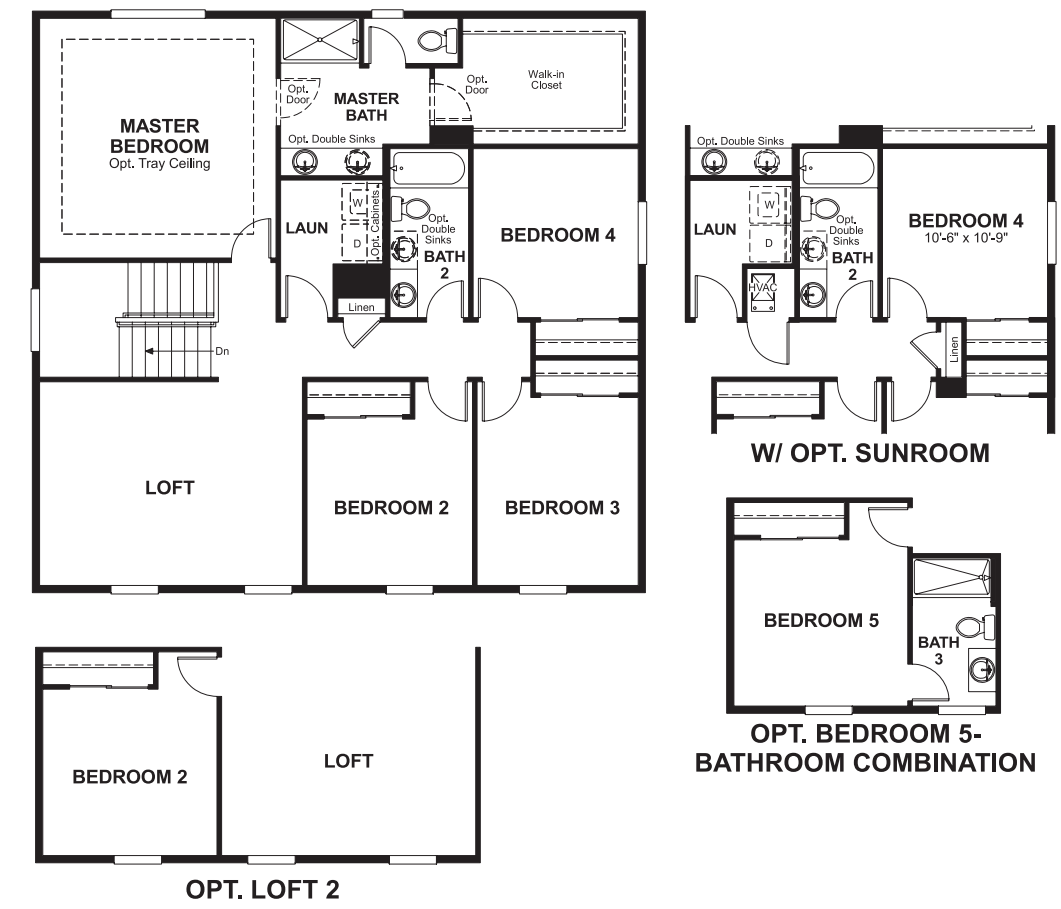 MASTER
BEDROOM
Opt. Tray Ceiling
Opt.
Door
MASTER
BATH
Opt. Double Sinks
Opt.
Door
Walk-in
Closet
LAUN
W
D
Opt. Cabinets
Opt.
Double
Sinks
BATH
2
BEDROOM 4
Linen
Dn
LOFT
BEDROOM 2
BEDROOM 3
Opt. Double Sinks
LAUN
W
D
HVAC
Opt.
Double
Sinks
BATH
2
BEDROOM 4
10'-6" x 10'-9"
Linen
W/ OPT. SUNROOM
BEDROOM 5
BATH
3
OPT. BEDROOM 5-
BATHROOM COMBINATION
BEDROOM 2
LOFT
OPT. LOFT 2